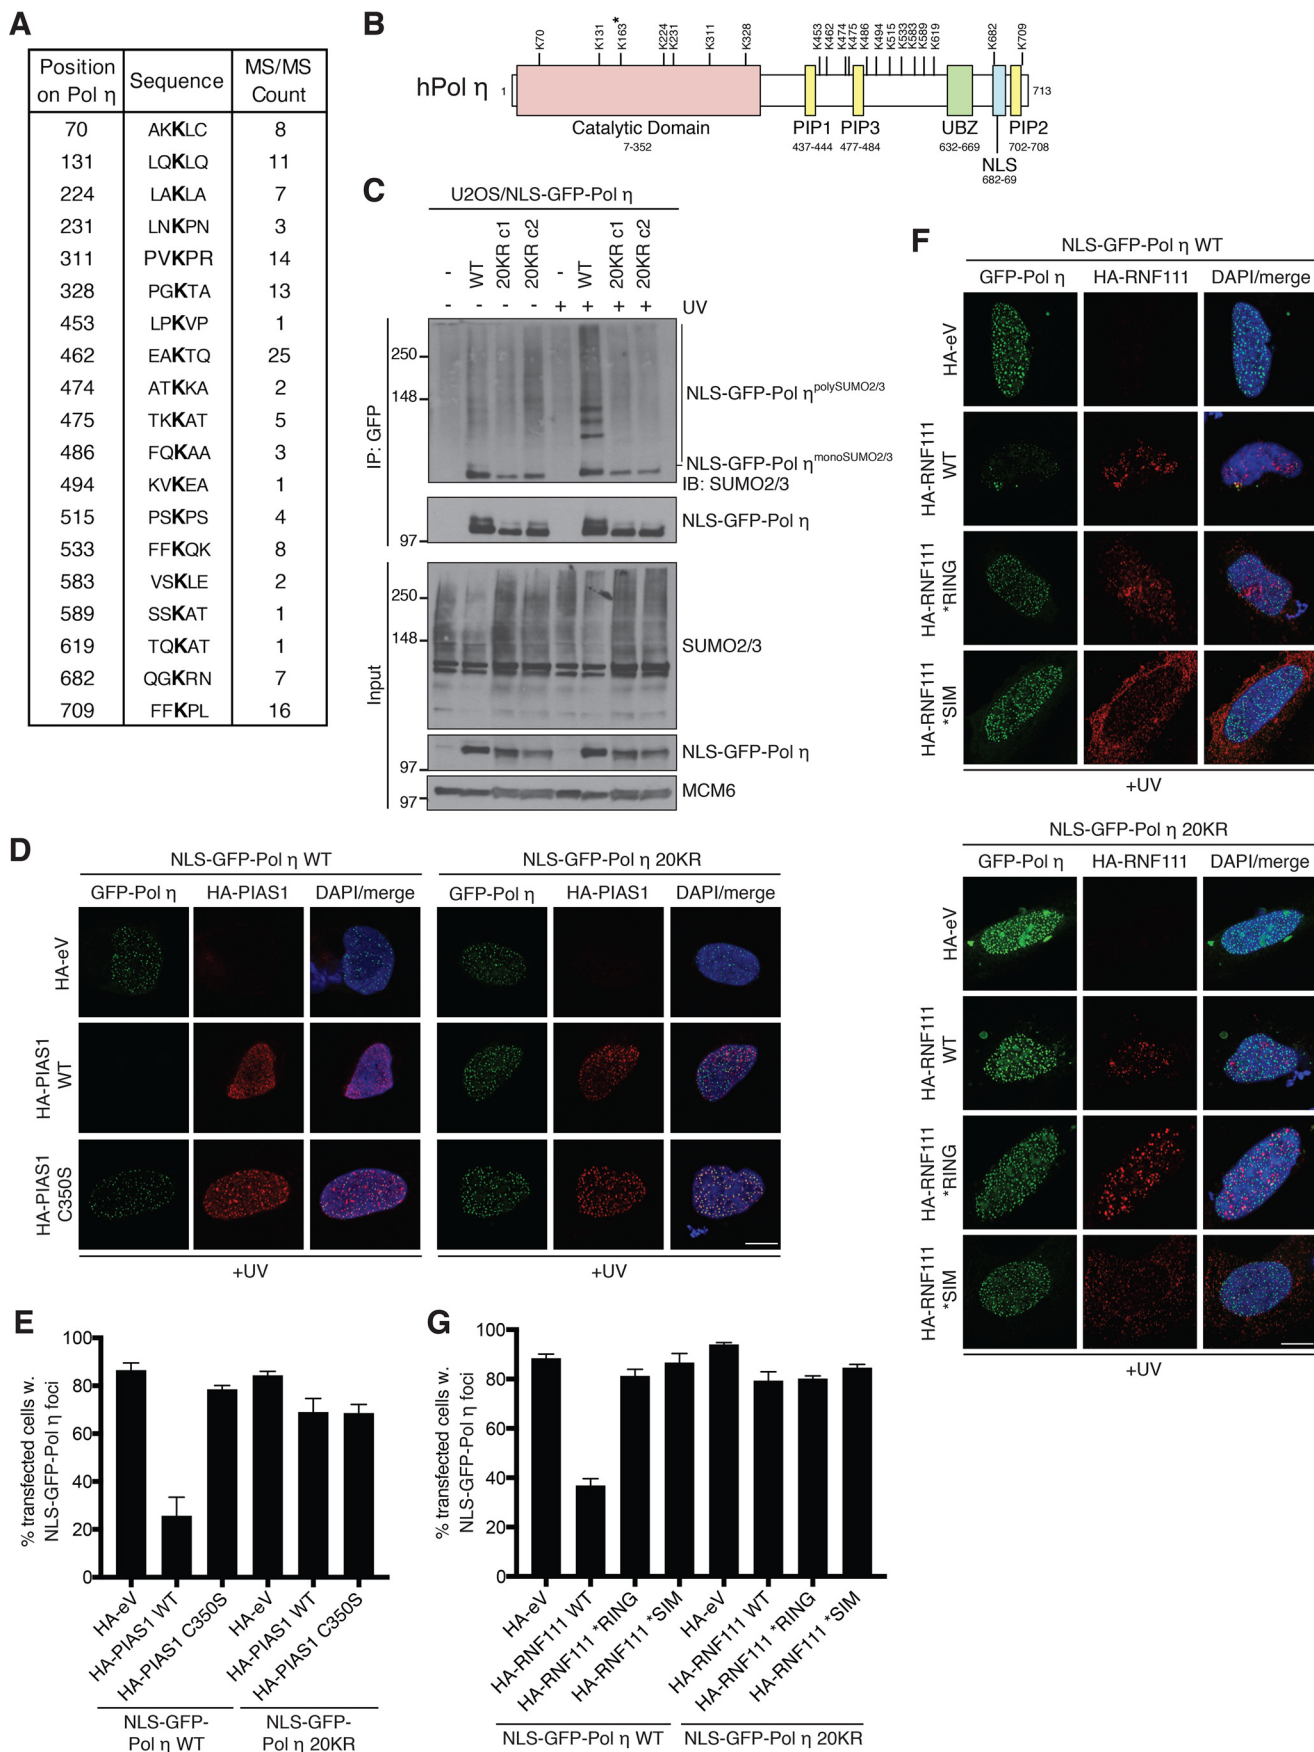 A
Position on Pol η Sequence MS/MS Count
70 AKKLC 8
131 LQKLQ 11
224 LAKLA 7
231 LNKPN 3
311 PVKPR 14
328 PGKTA 13
453 LPKVP 1
462 EAKTQ 25
474 ATKKA 2
475 TKKAT 5
486 FQKAA 3
494 KVKEA 1
515 PSKPS 4
533 FFKQK 8
583 VSKLE 2
589 SSKAT 1
619 TQKAT 1
682 QGKRN 7
709 FFKPL 16
B
K70 K131 K163 * K224 K231 K311 K328 K453 K462 K474 K475 K486 K494 K515 K533 K583 K589 K619 K682 K709
hPol η 1 713
Catalytic Domain PIP1 PIP3 UBZ PIP2
7-352 437-444 477-484 632-669 702-708
NLS
682-69
C
U2OS/NLS-GFP-Pol η
- WT 20KR c1 20KR c2 - WT 20KR c1 20KR c2
- - - - + + + + UV
IP: GFP
250
148
NLS-GFP-Pol η polySUMO2/3
NLS-GFP-Pol η monoSUMO2/3
IB: SUMO2/3
NLS-GFP-Pol η
97
Input
250
148
SUMO2/3
NLS-GFP-Pol η
97
MCM6
97
D
NLS-GFP-Pol η WT NLS-GFP-Pol η 20KR
GFP-Pol η HA-PIAS1 DAPI/merge GFP-Pol η HA-PIAS1 DAPI/merge
HA-eV
HA-PIAS1 WT
HA-PIAS1 C350S
+UV +UV
E
% transfected cells w.
NLS-GFP-Pol η foci
100
80
60
40
20
0
HA-eV
HA-PIAS1 WT
HA-PIAS1 C350S
HA-eV
HA-PIAS1 WT
HA-PIAS1 C350S
NLS-GFP-
Pol η WT
NLS-GFP-
Pol η 20KR
F
NLS-GFP-Pol η WT
GFP-Pol η HA-RNF111 DAPI/merge
HA-eV
HA-RNF111 WT
HA-RNF111 *RING
HA-RNF111 *SIM
+UV
NLS-GFP-Pol η 20KR
GFP-Pol η HA-RNF111 DAPI/merge
HA-eV
HA-RNF111 WT
HA-RNF111 *RING
HA-RNF111 *SIM
+UV
G
% transfected cells w.
NLS-GFP-Pol η foci
100
80
60
40
20
0
HA-eV
HA-RNF111 WT
HA-RNF111 *RING
HA-RNF111 *SIM
HA-eV
HA-RNF111 WT
HA-RNF111 *RING
HA-RNF111 *SIM
NLS-GFP-Pol η WT NLS-GFP-Pol η 20KR